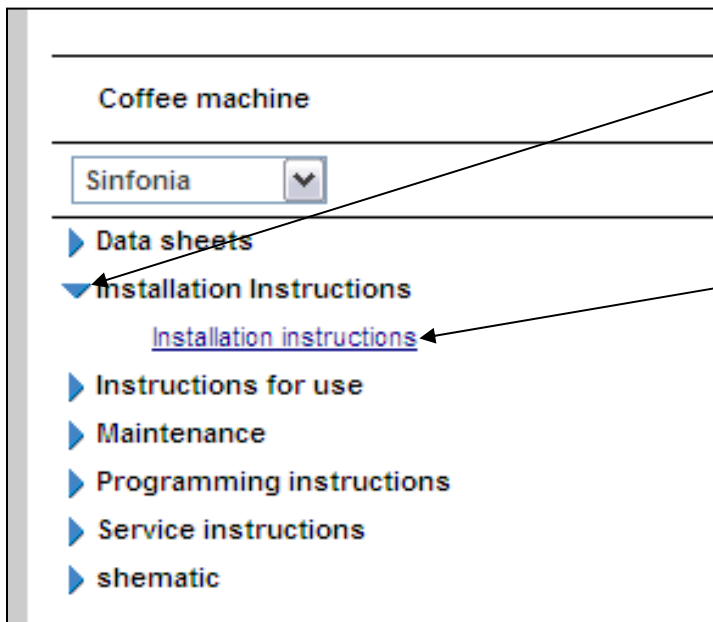 Coffee machine
Sinfonia
Data sheets
Installation Instructions
Installation instructions
Instructions for use
Maintenance
Programming instructions
Service instructions
shematic